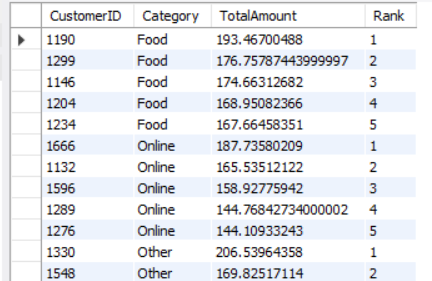 CustomerID Category TotalAmount Rank
1190 Food 193.46700488 1
1299 Food 176.75787443999997 2
1146 Food 174.66312682 3
1204 Food 168.95082366 4
1234 Food 167.66458351 5
1666 Online 187.73580209 1
1132 Online 165.53512122 2
1596 Online 158.92775942 3
1289 Online 144.76842734000002 4
1276 Online 144.10933243 5
1330 Other 206.53964358 1
1548 Other 169.82517114 2